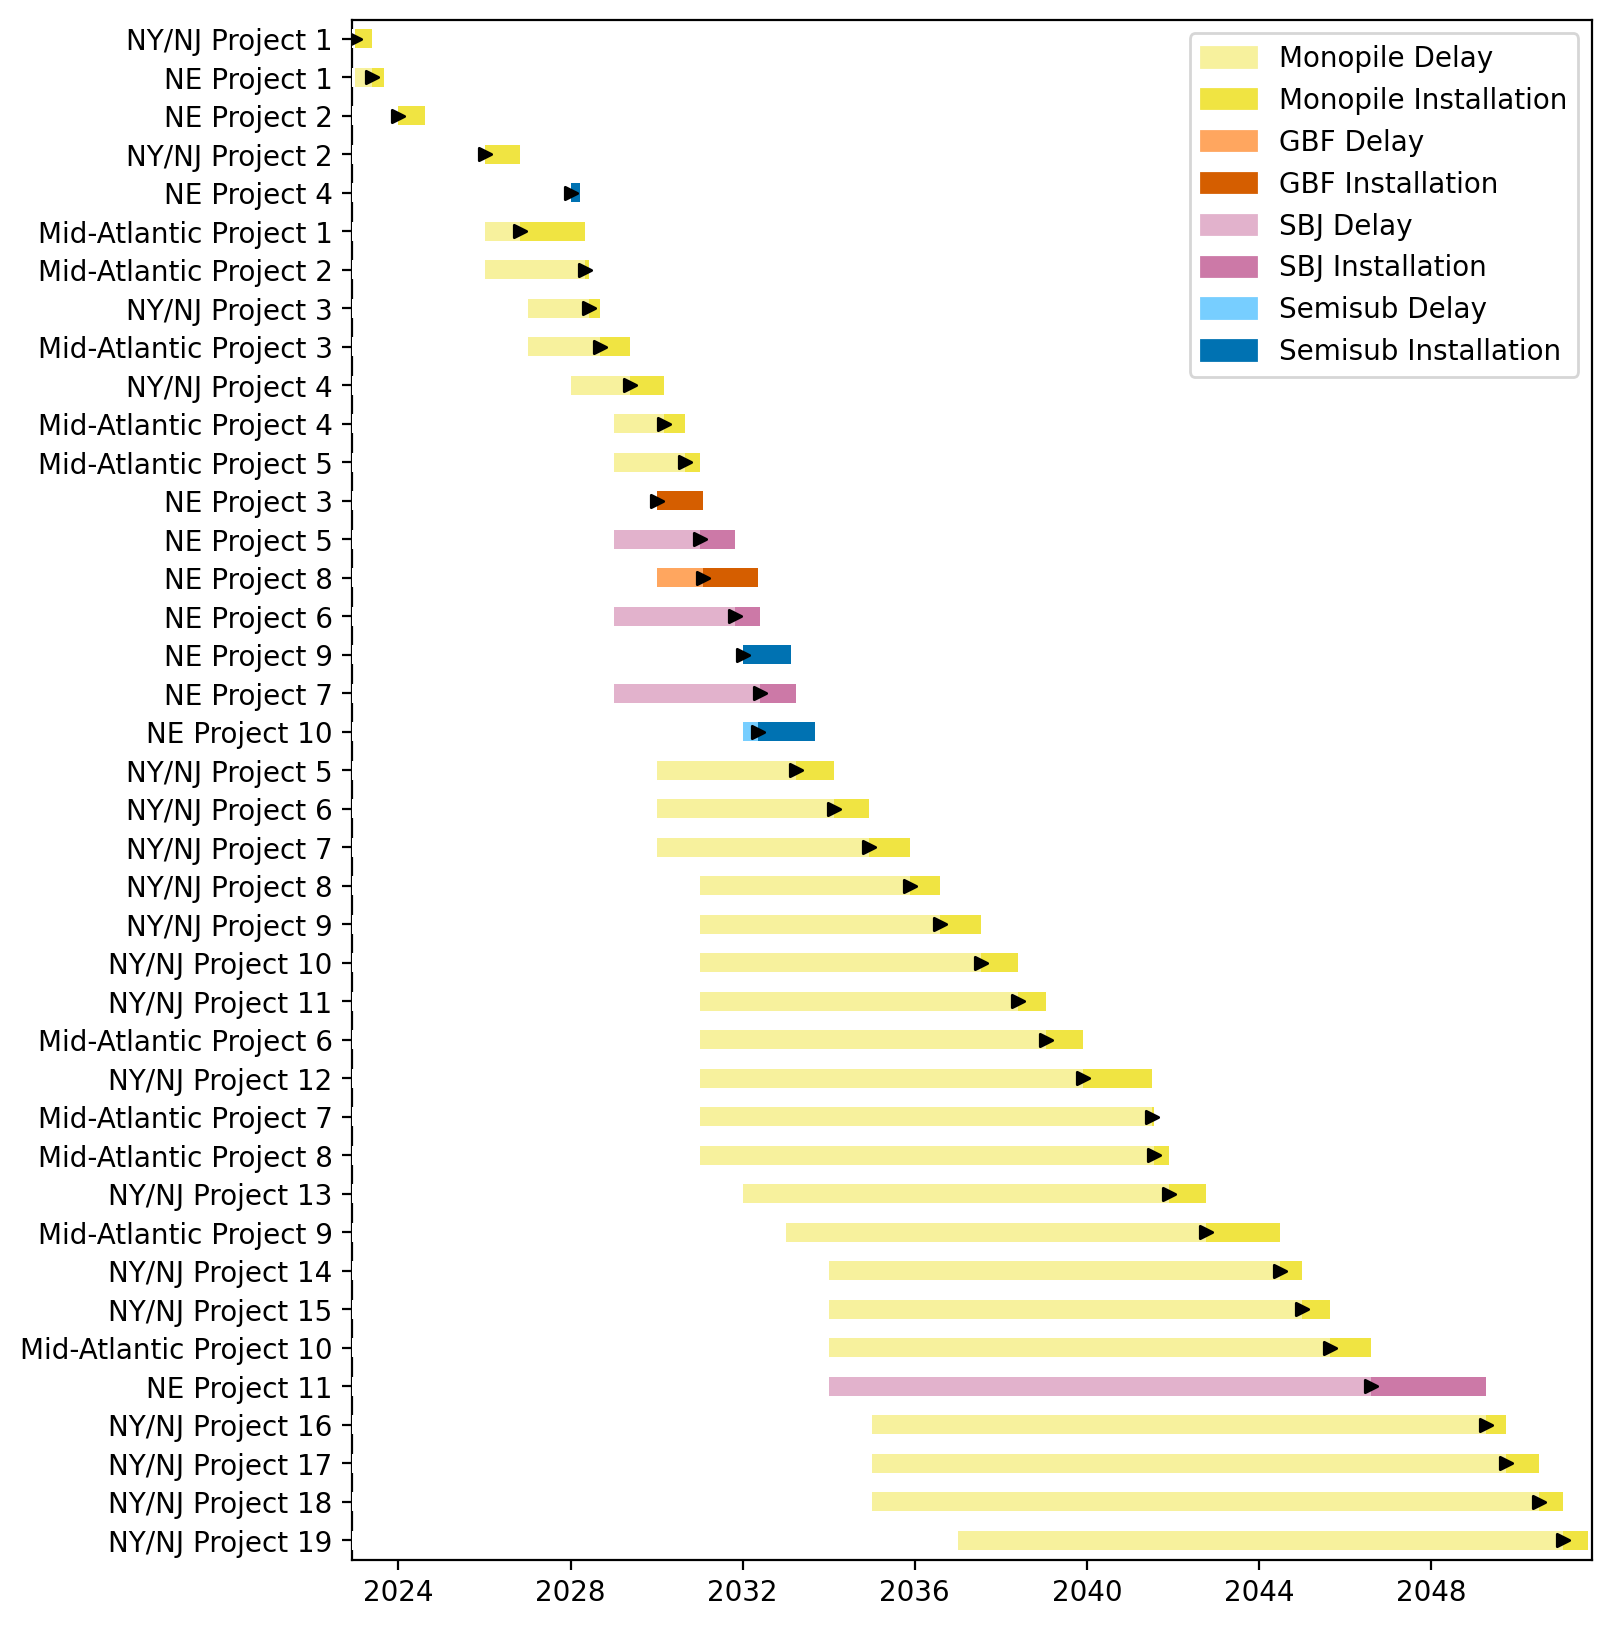 NY/NJ Project 1
NE Project 1
NE Project 2
NY/NJ Project 2
NE Project 4
Mid-Atlantic Project 1
Mid-Atlantic Project 2
NY/NJ Project 3
Mid-Atlantic Project 3
NY/NJ Project 4
Mid-Atlantic Project 4
Mid-Atlantic Project 5
NE Project 3
NE Project 5
NE Project 8
NE Project 6
NE Project 9
NE Project 7
NE Project 10
NY/NJ Project 5
NY/NJ Project 6
NY/NJ Project 7
NY/NJ Project 8
NY/NJ Project 9
NY/NJ Project 10
NY/NJ Project 11
Mid-Atlantic Project 6
NY/NJ Project 12
Mid-Atlantic Project 7
Mid-Atlantic Project 8
NY/NJ Project 13
Mid-Atlantic Project 9
NY/NJ Project 14
NY/NJ Project 15
Mid-Atlantic Project 10
NE Project 11
NY/NJ Project 16
NY/NJ Project 17
NY/NJ Project 18
NY/NJ Project 19
Monopile Delay
Monopile Installation
GBF Delay
GBF Installation
SBJ Delay
SBJ Installation
Semisub Delay
Semisub Installation
2024 2028 2032 2036 2040 2044 2048